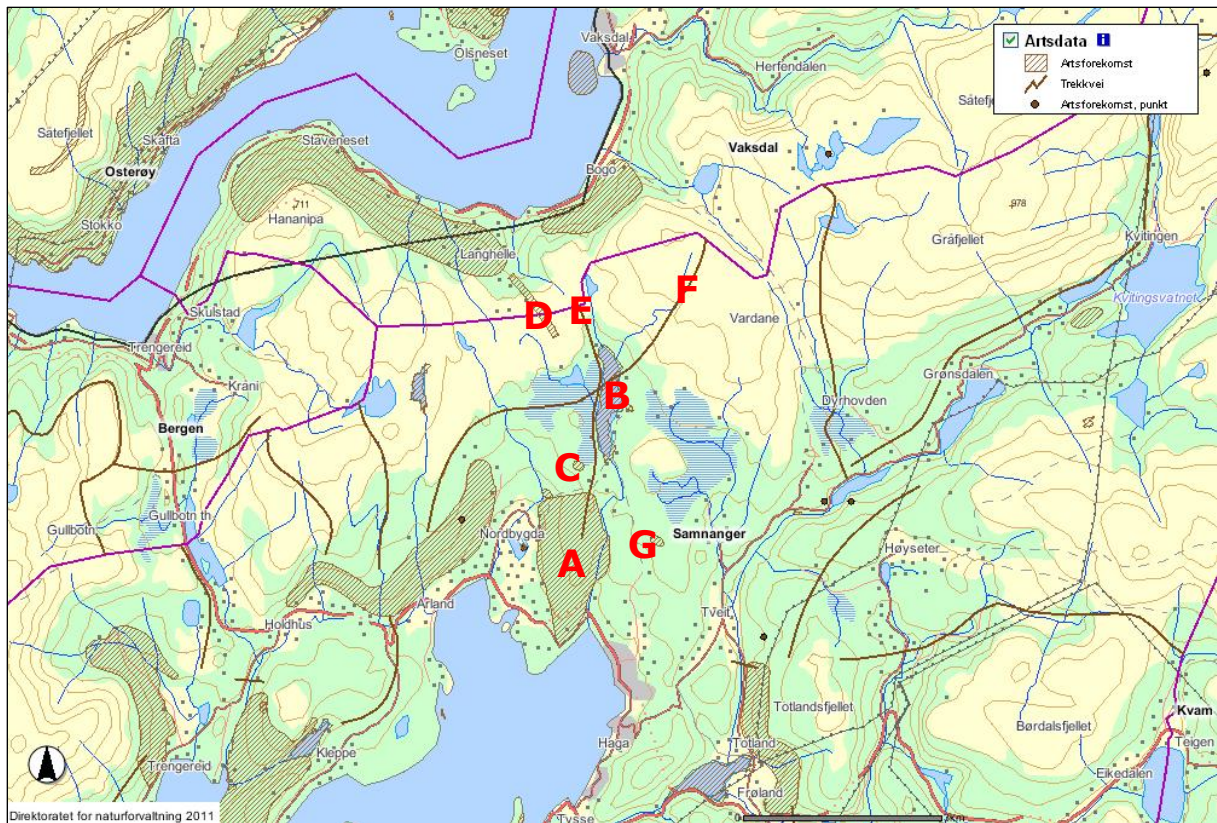 Vaksdal
Olsneset
Herfendalen
Artsdata
Artsforekomst
Trekkvei
Artsforekomst, punkt
Såtefjellet
Skafta
Staveneset
Vaksdal
Osterøy
Bogo
711
Hananipa
978
Stokko
Langhelle
Gråfjellet
Kvitingen
Kvitingsvatnet
D
E
F
Skulstad
Vardane
Trengereid
Kråni
B
Grønsdalen
Dyrhovden
Bergen
C
Gullbotn
Gullbotn th
Nordbygda
A
G
Samnanger
Høyseter
Årland
Holdhus
Tveit
Totlandsfjellet
Børdalsfjellet
Kvam
Teigen
Haga
Totland
Kleppe
Trengereid
Eikedalen
Frøland
Tysse
Direktoratet for naturforvaltning 2011